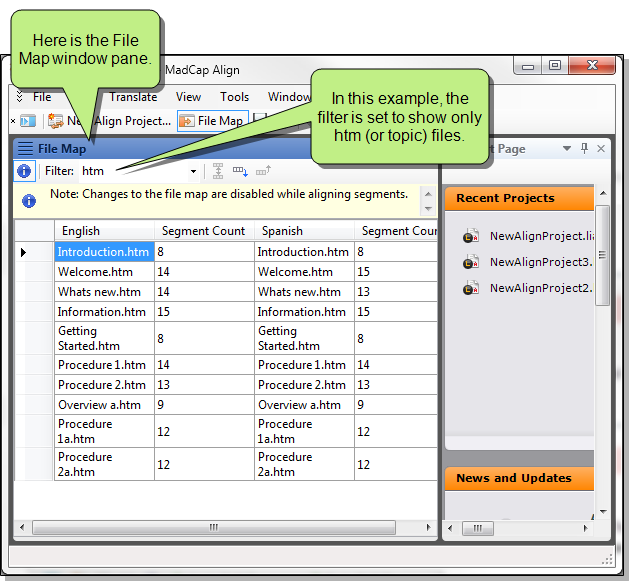 Here is the File
Map window pane.
MadCap Align
In this example, the
filter is set to show only
htm (or topic) files.
File Translate View Tools Window
Align Project... File Map
File Map
Page
Filter: htm
Note: Changes to the file map are disabled while aligning segments.
English Segment Count Spanish Segment Cour
Introduction.htm 8 Introduction.htm 8
Welcome.htm 14 Welcome.htm 15
Whats new.htm 14 Whats new.htm 13
Information.htm 15 Information.htm 15
Getting
Started.htm 8 Getting
Started.htm 8
Procedure 1.htm 14 Procedure 1.htm 14
Procedure 2.htm 13 Procedure 2.htm 13
Overview a.htm 9 Overview a.htm 9
Procedure
1a.htm 12 Procedure
1a.htm 12
Procedure
2a.htm 12 Procedure
2a.htm 12
Recent Projects
NewAlignProject.lia
NewAlignProject3.
NewAlignProject2.
News and Updates